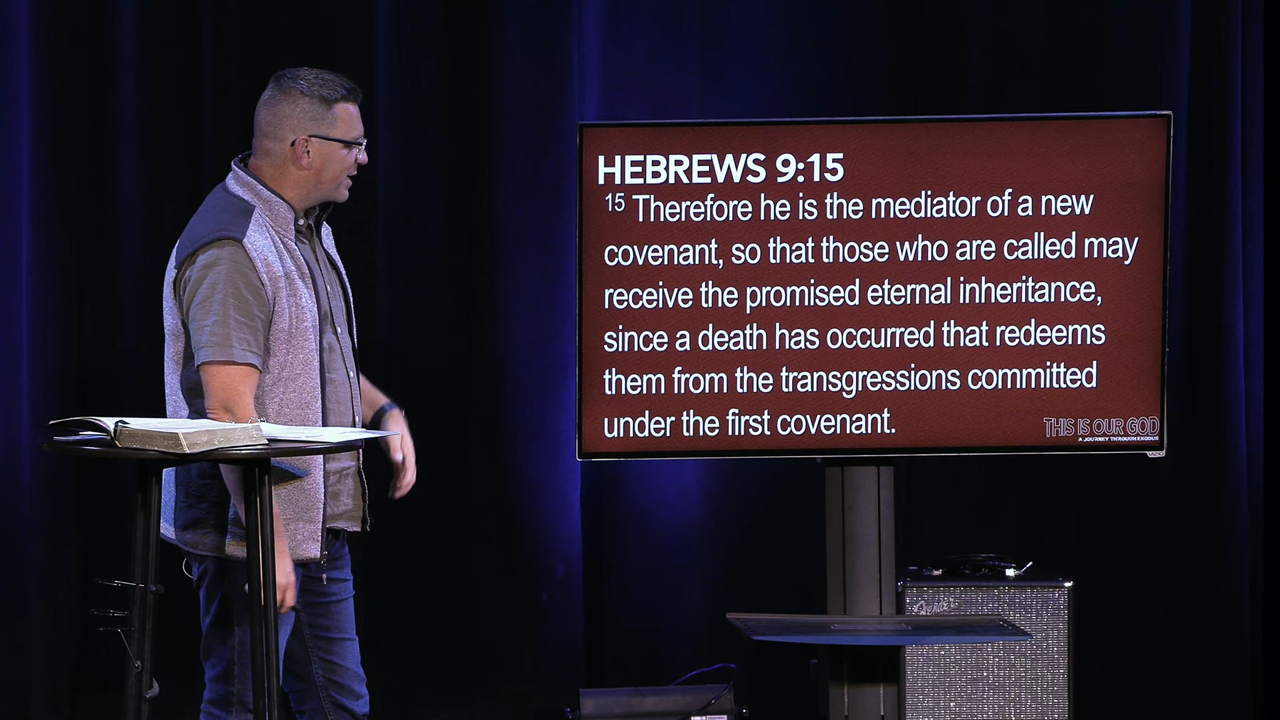 HEBREWS 9:15
15 Therefore he is the mediator of a new
covenant, so that those who are called may
receive the promised eternal inheritance,
since a death has occurred that redeems
them from the transgressions committed
under the first covenant.
THIS IS OUR GOD
A JOURNEY THROUGH EXODUS
Fender